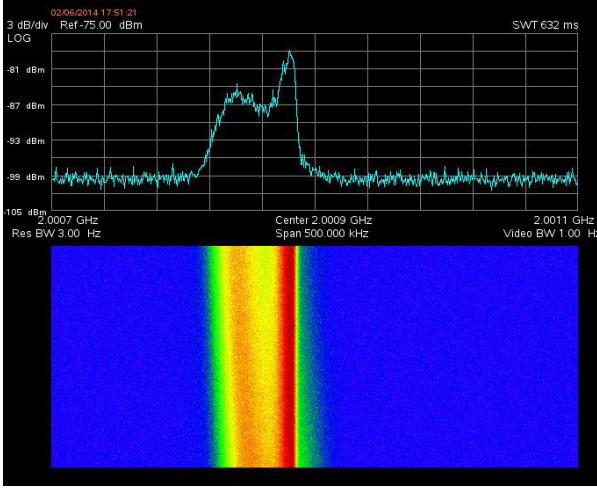 02/06/2014 17:51:21
3 dB/div Ref -75.00 dBm SWT 632 ms
LOG
-81 dBm
-87 dBm
-93 dBm
-99 dBm
-105 dBm
2.0007 GHz Center 2.0009 GHz 2.0011 GHz
Res BW 3.00 Hz Span 500.000 kHz Video BW 1.00 Hz